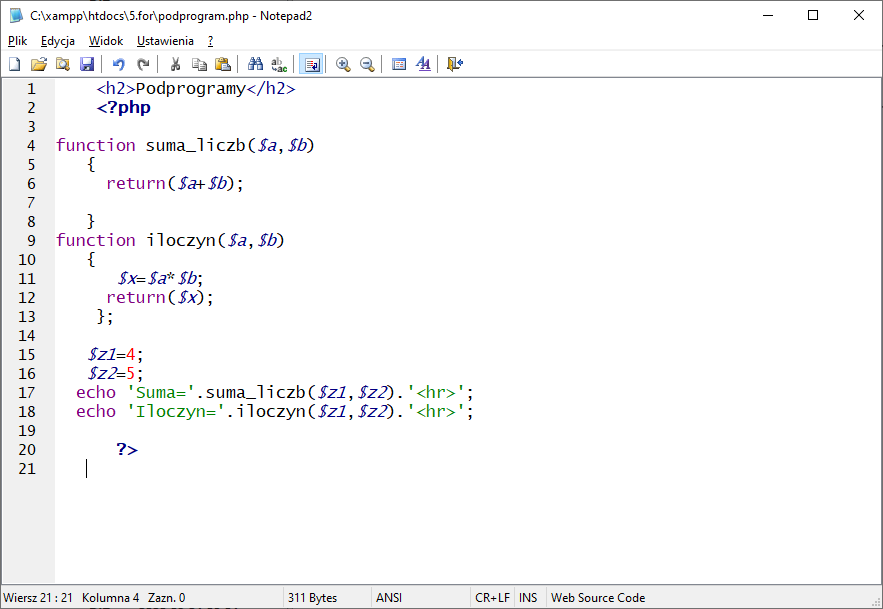 C:\xampp\htdocs\5.for\podprogram.php - Notepad2
Plik Edycja Widok Ustawienia ?
1 <h2>Podprogramy</h2>
2 <?php
3
4 function suma_liczb($a,$b)
5 {
6 return($a+$b);
7
8 }
9 function iloczyn($a,$b)
10 {
11 $x=$a*$b;
12 return($x);
13 };
14
15 $z1=4;
16 $z2=5;
17 echo 'Suma='.suma_liczb($z1,$z2).'<hr>';
18 echo 'Iloczyn='.iloczyn($z1,$z2).'<hr>';
19
20 ?>
21
Wiersz 21 : 21 Kolumna 4 Zazn. 0 311 Bytes ANSI CR+LF INS Web Source Code